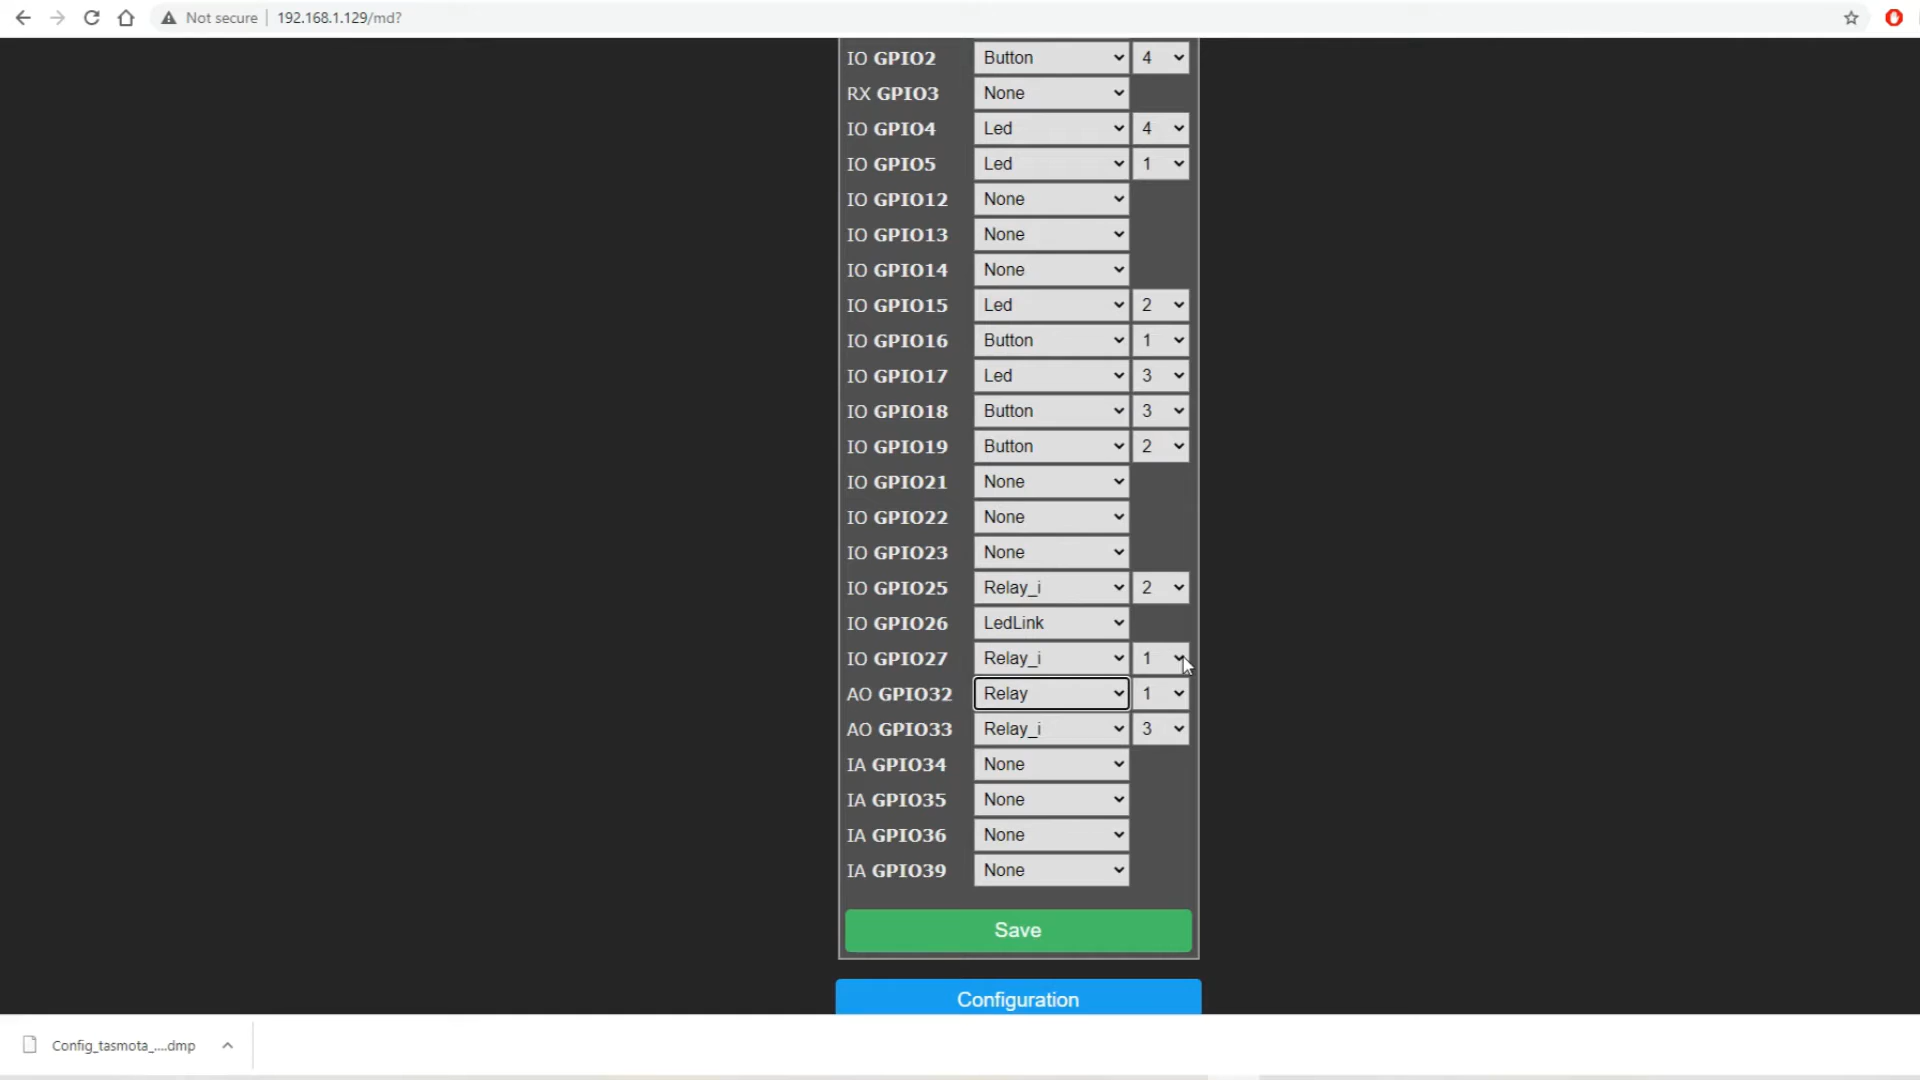 Not secure 192.168.1.129/md?
IO GPIO2 Button 4
RX GPIO3 None
IO GPIO4 Led 4
IO GPIO5 Led 1
IO GPIO12 None
IO GPIO13 None
IO GPIO14 None
IO GPIO15 Led 2
IO GPIO16 Button 1
IO GPIO17 Led 3
IO GPIO18 Button 3
IO GPIO19 Button 2
IO GPIO21 None
IO GPIO22 None
IO GPIO23 None
IO GPIO25 Relay_i 2
IO GPIO26 LedLink
IO GPIO27 Relay_i 1
AO GPIO32 Relay 1
AO GPIO33 Relay_i 3
IA GPIO34 None
IA GPIO35 None
IA GPIO36 None
IA GPIO39 None
Save
Configuration
Config_tasmota_....dmp